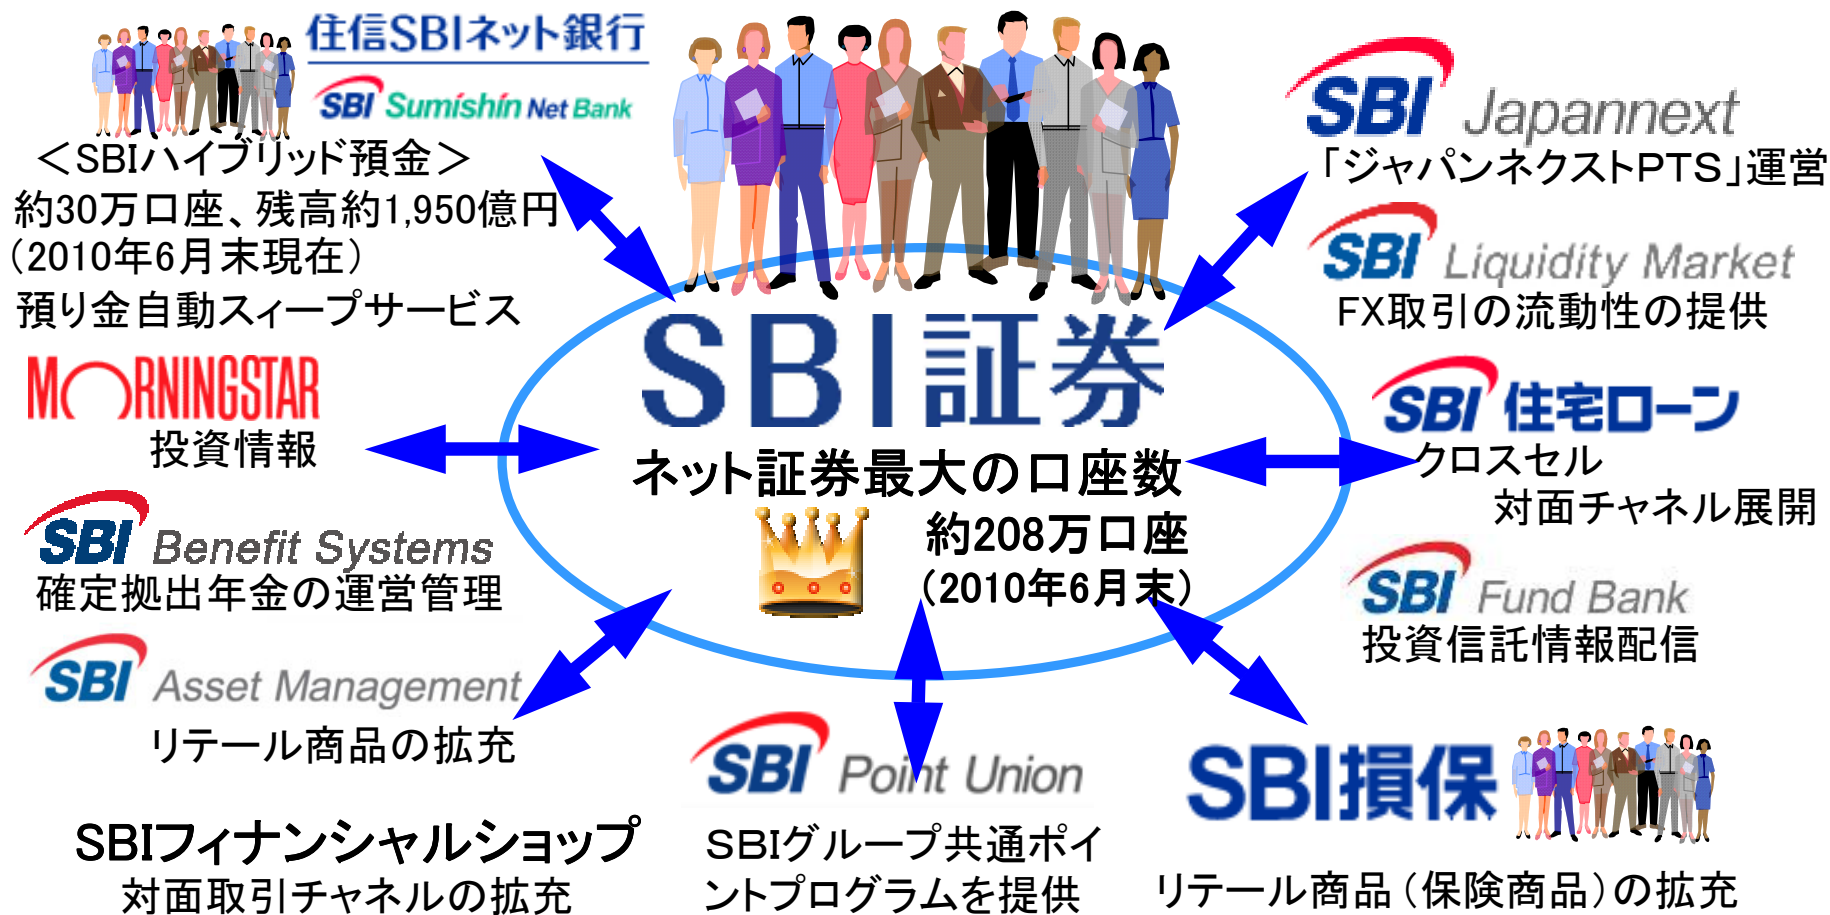 住信SBIネット銀行
SBI Sumishin Net Bank
＜SBIハイブリッド預金＞
約30万口座、残高約1,950億円
（2010年6月末現在）
預り金自動スィープサービス
MORNINGSTAR
投資情報
SBI Benefit Systems
確定拠出年金の運営管理
SBI Asset Management
リテール商品の拡充
SBIフィナンシャルショップ
対面取引チャネルの拡充
SBI証券
ネット証券最大の口座数
約208万口座
（2010年6月末）
SBI Point Union
SBIグループ共通ポイ
ントプログラムを提供
SBI Japannext
「ジャパンネクストPTS」運営
SBI Liquidity Market
FX取引の流動性の提供
SBI 住宅ローン
クロスセル
対面チャネル展開
SBI Fund Bank
投資信託情報配信
SBI損保
リテール商品（保険商品）の拡充